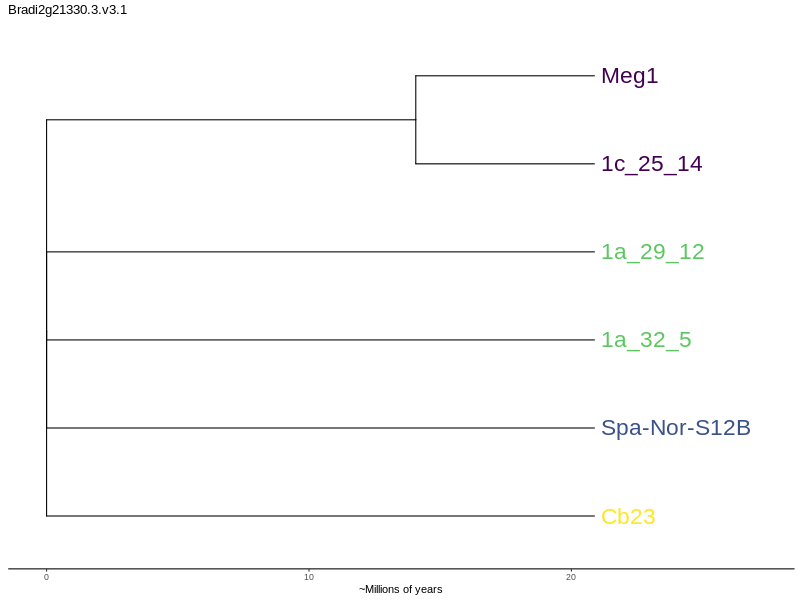 Bradi2g21330.3.v3.1
Meg1
1c_25_14
1a_29_12
1a_32_5
Spa-Nor-S12B
Cb23
0 10 20
~Millions of years